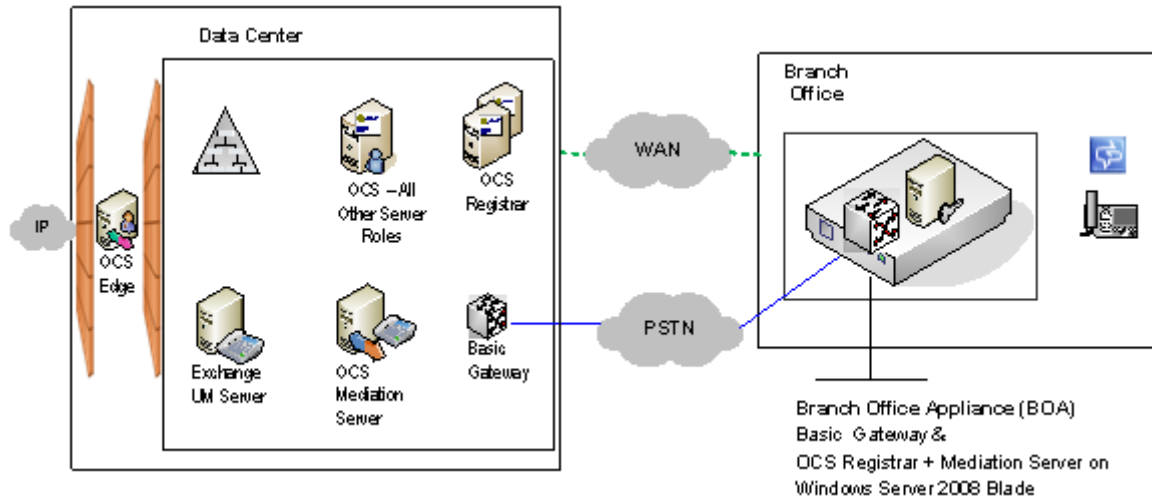 Data Center
OCS – All
Other Server
Roles
OCS
Registrar
IP
OCS
Edge
Exchange
UM Server
OCS
Mediation
Server
Basic
Gateway
WAN
PSTN
Branch
Office
Branch Office Appliance (BOA)
Basic Gateway &
OCS Registrar + Mediation Server on
Windows Server 2008 Blade